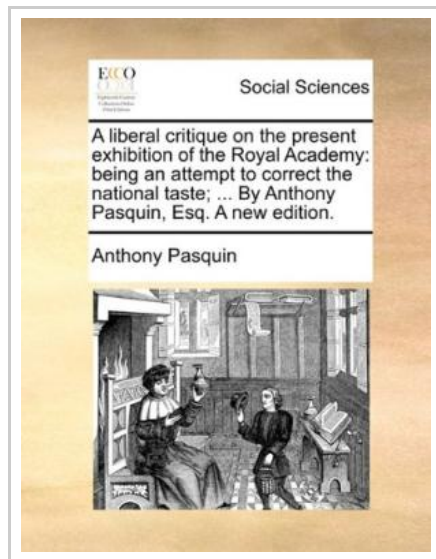 ECCO
Social Sciences
A liberal critique on the present
exhibition of the Royal Academy:
being an attempt to correct the
national taste; ... By Anthony
Pasquin, Esq. A new edition.
Anthony Pasquin